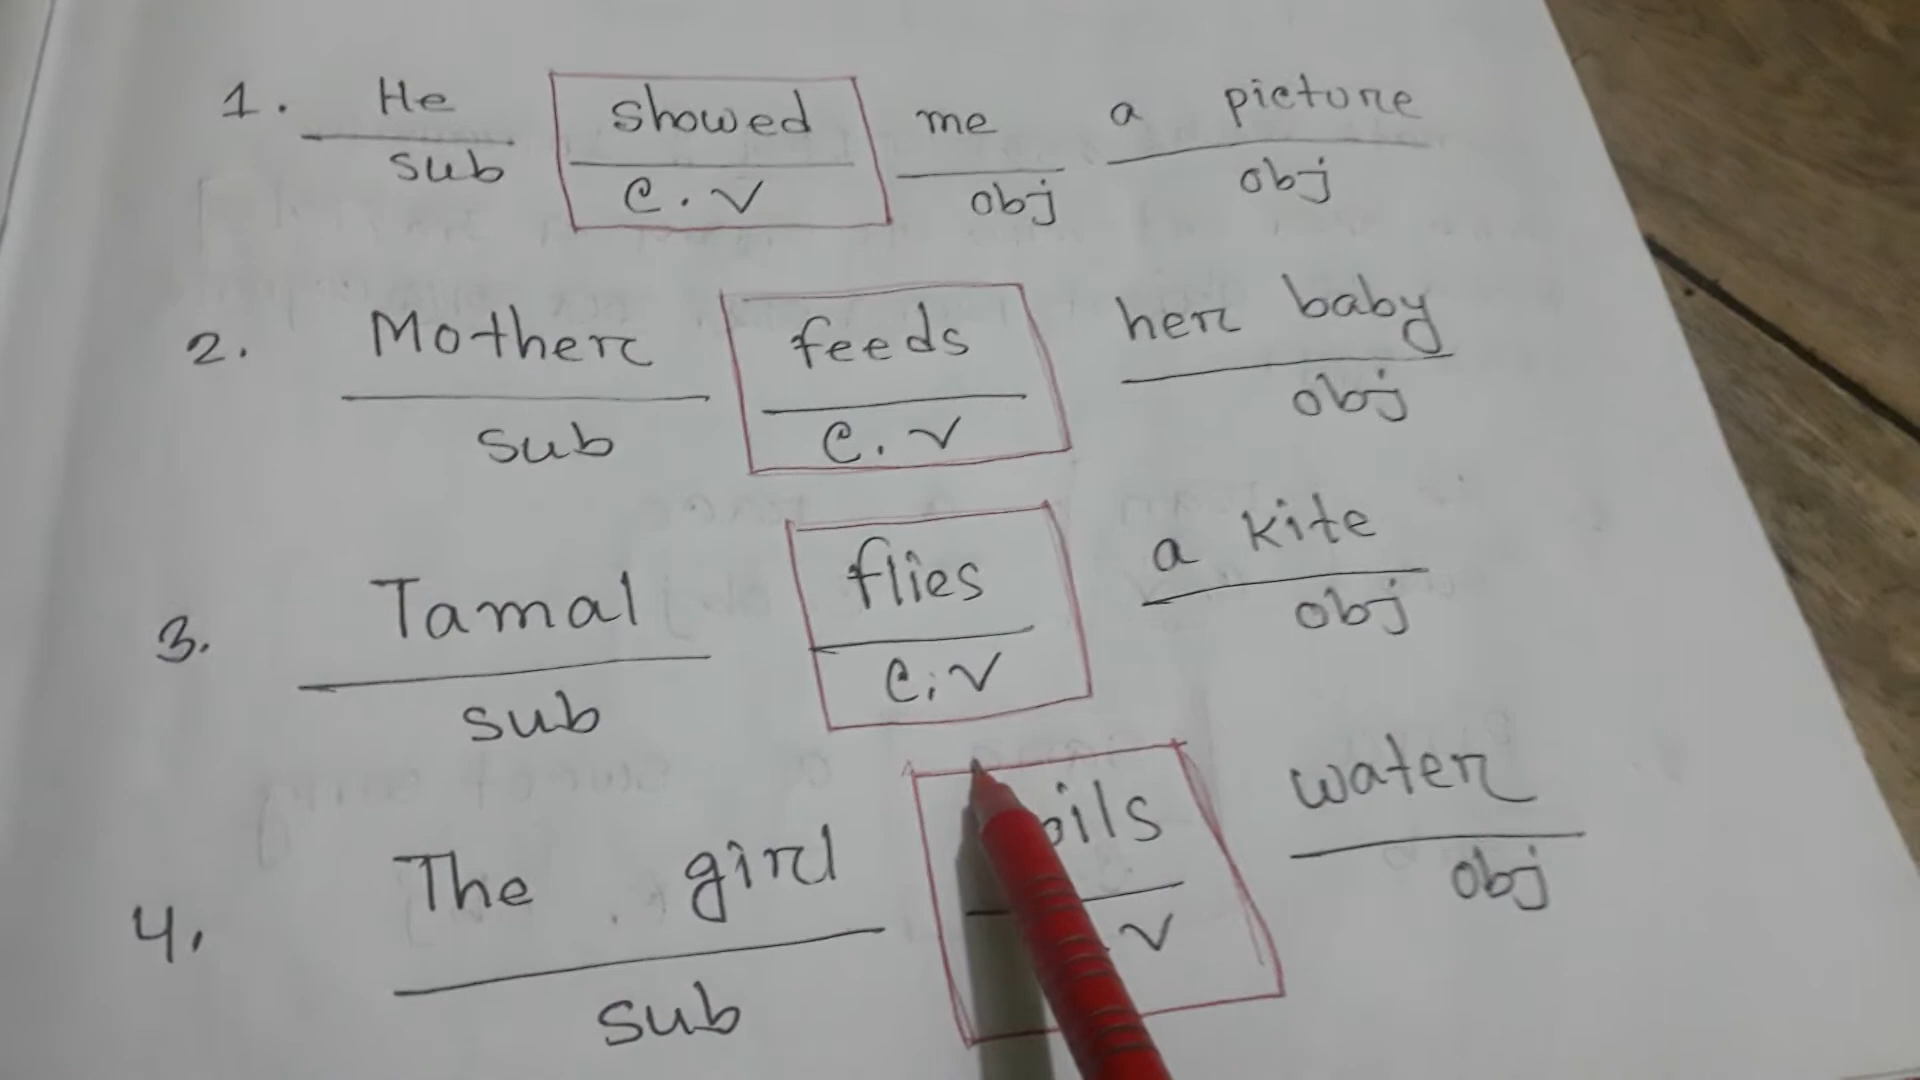 1. He showed me a picture
sub C.V obj obj
2. Mother feeds her baby
sub C.V obj
3. Tamal flies a kite
sub C.V obj
4. The girl water
sub V obj